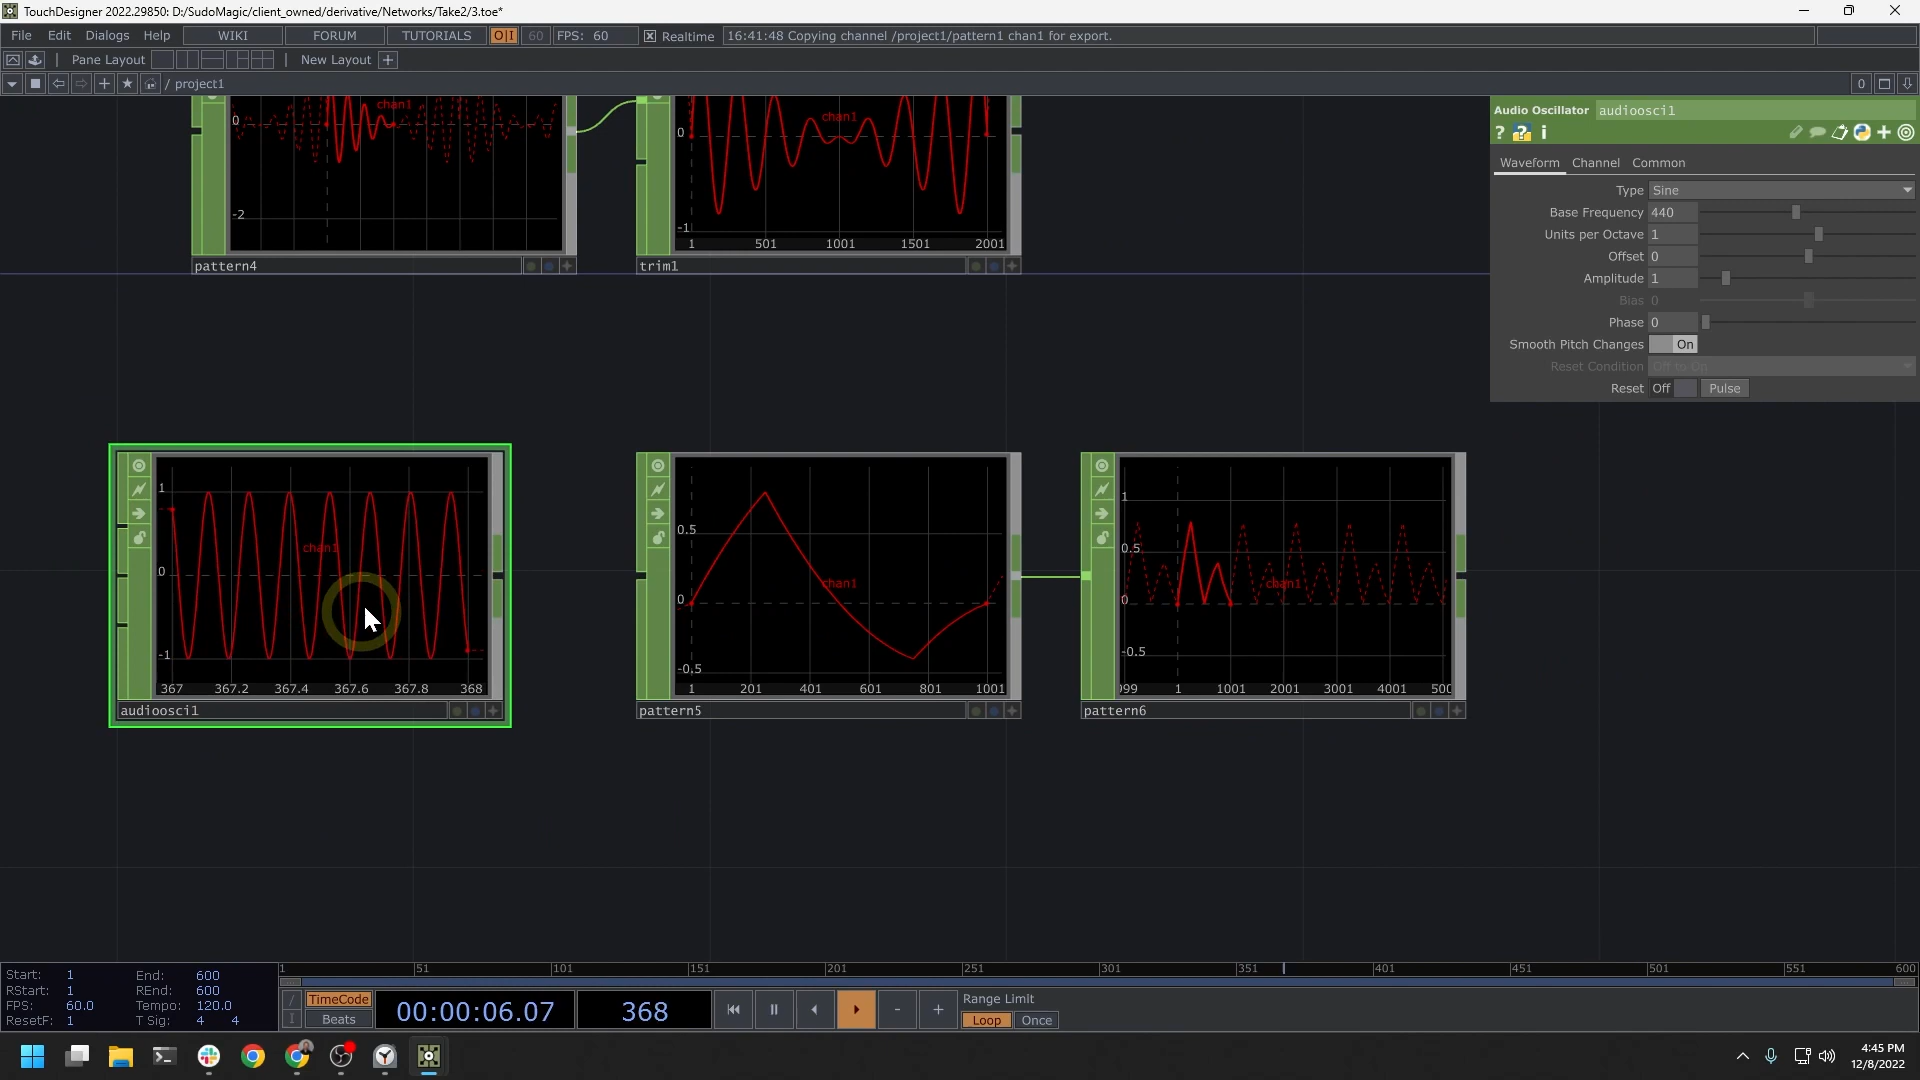 TouchDesigner 2022.29850: D:/SudoMagic/client_owned/derivative/Networks/Take2/3.toe*
File Edit Dialogs Help WIKI FORUM TUTORIALS O|I 60 FPS: 60 Realtime 16:41:48 Copying channel /project1/pattern1 chan1 for export.
Pane Layout New Layout +
/ project1 0
chan1
0
-2
pattern4
chan1
0
-1
1 501 1001 1501 2001
trim1
Audio Oscillator audioosci1
? ? i
Waveform Channel Common
Type Sine
Base Frequency 440
Units per Octave 1
Offset 0
Amplitude 1
Bias 0
Phase 0
Smooth Pitch Changes On
Reset Condition Off to On
Reset Off Pulse
1
chan1
0
-1
367 367.2 367.4 367.6 367.8 368
audioosci1
0.5
chan1
0
-0.5
1 201 401 601 801 1001
pattern5
1
0.5
chan1
0
-0.5
999 1 1001 2001 3001 4001 500
pattern6
Start: 1 End: 600
RStart: 1 REnd: 600
FPS: 60.0 Tempo: 120.0
ResetF: 1 T Sig: 4 4
1 51 101 151 201 251 301 351 401 451 501 551 600
/ TimeCode
I Beats
00:00:06.07 368
- +
Range Limit
Loop Once
4:45 PM
12/8/2022